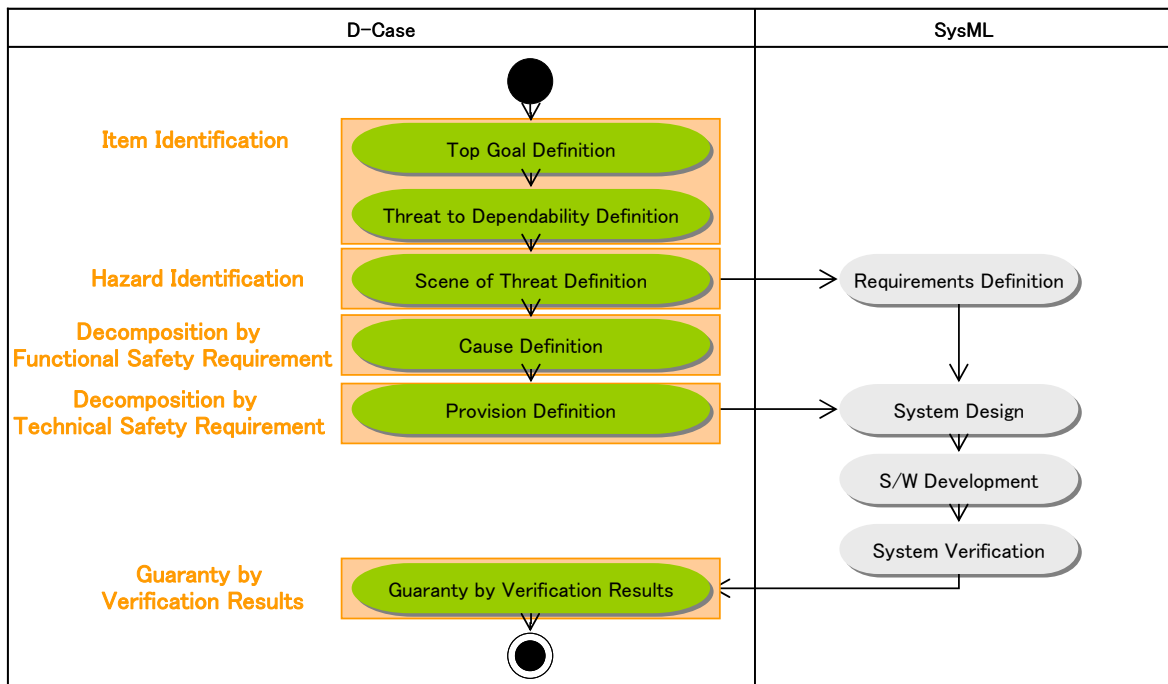 D-Case
SysML
Item Identification
Top Goal Definition
Threat to Dependability Definition
Hazard Identification
Scene of Threat Definition
Requirements Definition
Decomposition by
Functional Safety Requirement
Cause Definition
Decomposition by
Technical Safety Requirement
Provision Definition
System Design
S/W Development
System Verification
Guaranty by
Verification Results
Guaranty by Verification Results